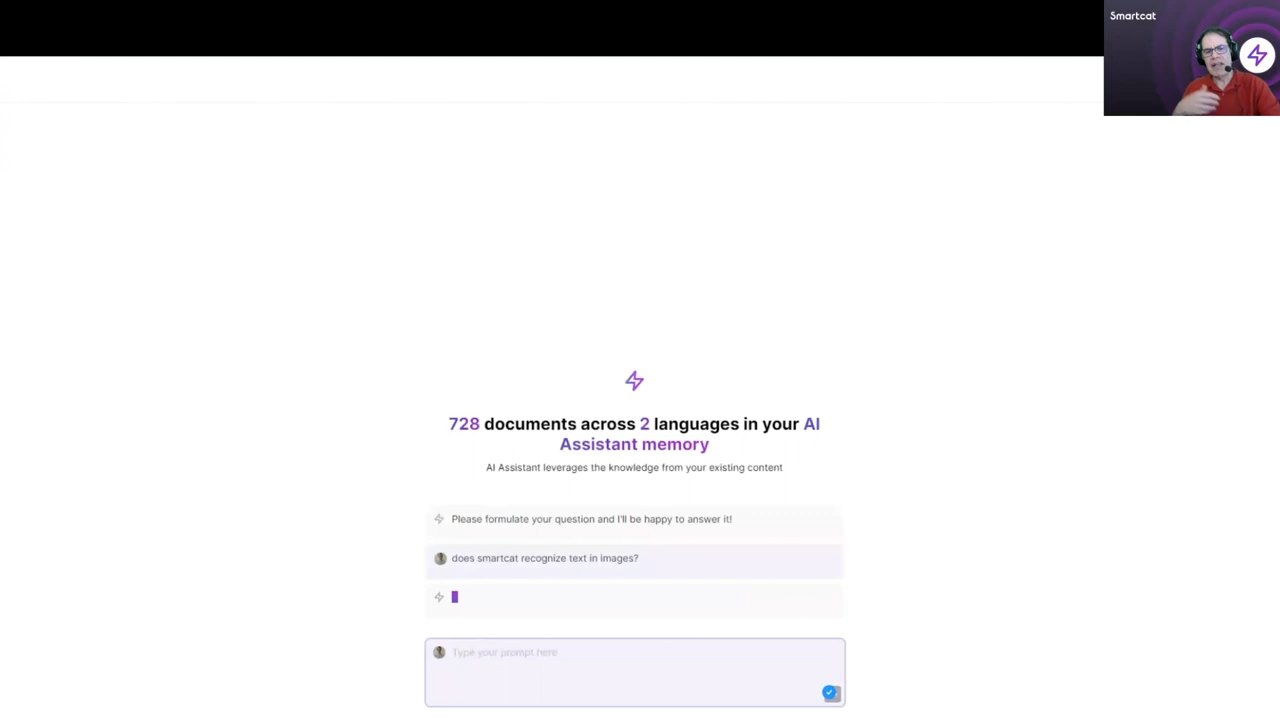 Smartcat
728 documents across 2 languages in your AI
Assistant memory
AI Assistant leverages the knowledge from your existing content
Please formulate your question and I'll be happy to answer it!
does smartcat recognize text in images?
Type your prompt here